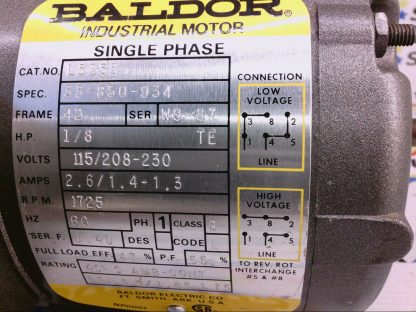 BALDOR
INDUSTRIAL MOTOR
SINGLE PHASE
CAT.NO.
SPEC.
FRAME 42 SER.
H.P. 1/8 TE
VOLTS 115/208-230
AMPS 2.6/1.4-1.3
R.P.M. 1725
HZ 60 PH. 1 CLASS
SER.F. 1.40 DES CODE
FULL LOAD EFF P.F.
RATING
BALDOR ELECTRIC CO
FT. SMITH ARK U.S.A.
CONNECTION
LOW
VOLTAGE
3 8 2
1 4 5
LINE
HIGH
VOLTAGE
3 8 2
1 4 5
LINE
TO REV. ROT
INTERCHANGE
#5 & #8